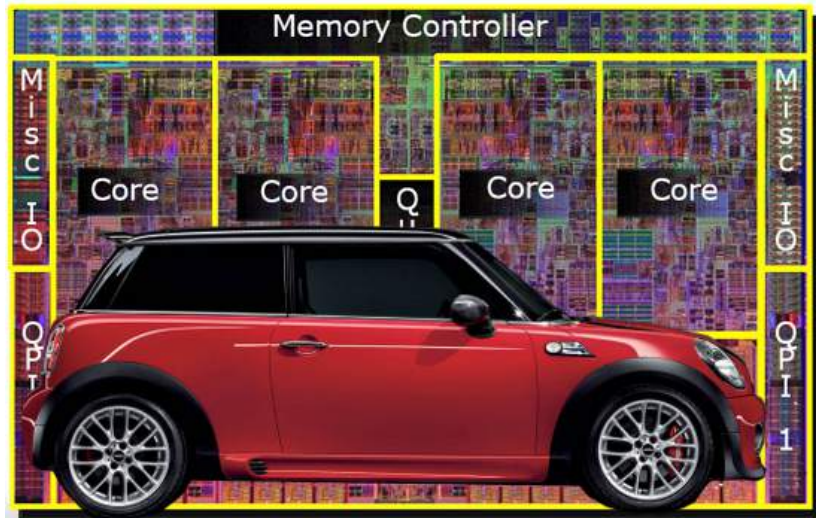 Memory Controller
Misc IO
Core
Core
Core
Core
Misc IO
QPI
QPI 1